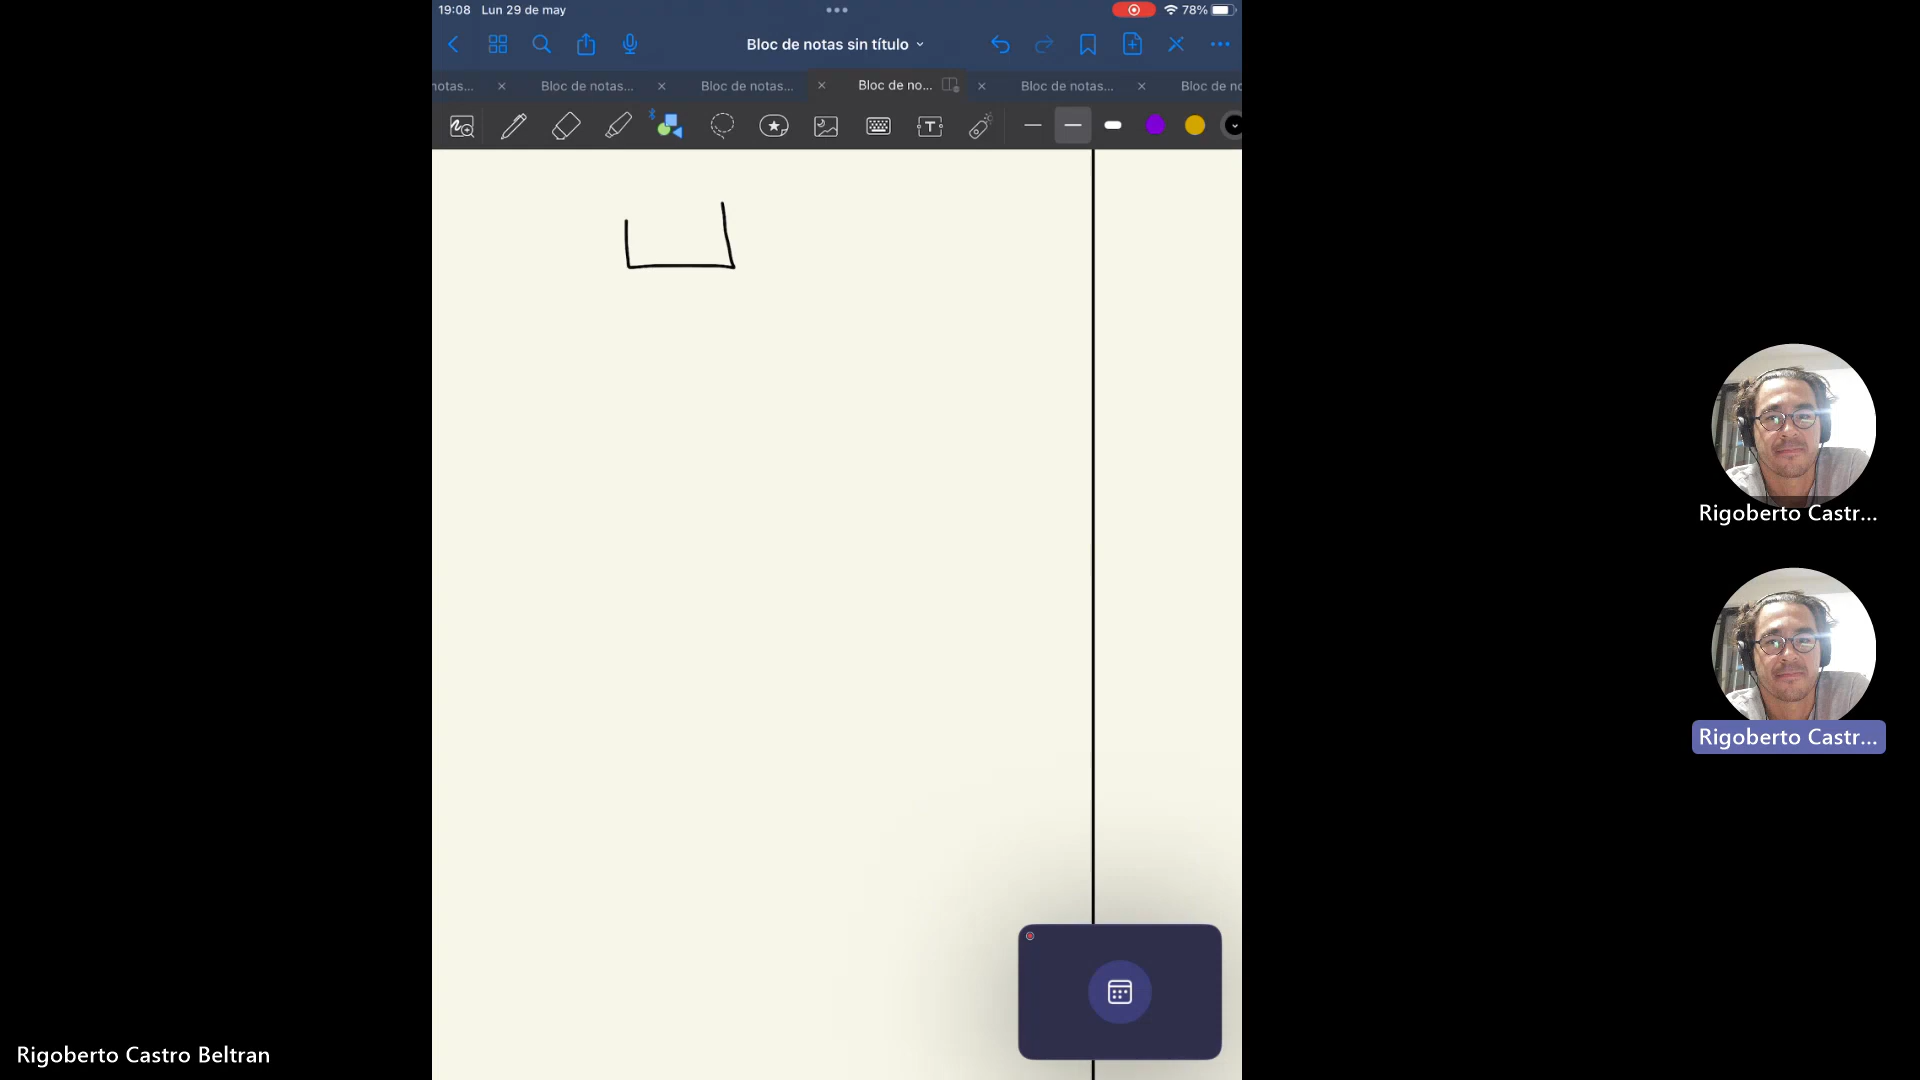 19:08 Lun 29 de may
78%
Bloc de notas sin título
notas...
Bloc de notas...
Bloc de notas...
Bloc de no...
Bloc de notas...
Bloc de no
T
Rigoberto Castr...
Rigoberto Castr...
Rigoberto Castro Beltran